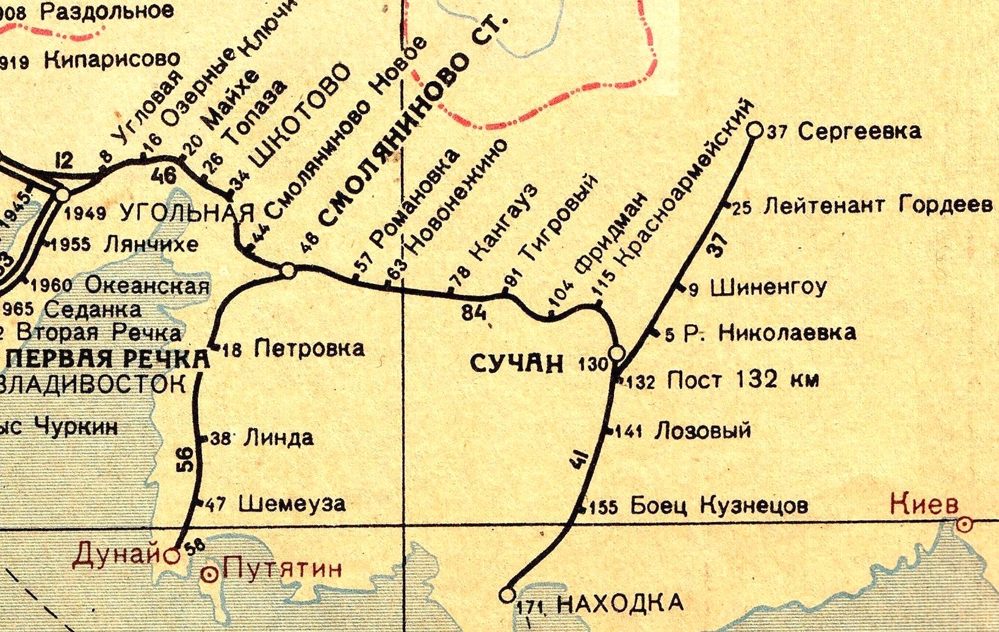 908 Раздольное
919 Кипарисово
Угловая
8
16 Озерные Ключи
20 Майхе
26 Топаза
34 ШКОТОВО
44 Смоляниново Новое
46 СМОЛЯНИНОВО СТ.
57 Романовка
63 Новонежино
78 Кангауз
91 Тигровый
104 Фридман
115 Красноармейский
37 Сергеевка
25 Лейтенант Гордеев
37
9 Шиненгоу
5 Р. Николаевка
12
46
1945
1949 УГОЛЬНАЯ
1955 Лянчихе
1960 Океанская
965 Седанка
Вторая Речка
ПЕРВАЯ РЕЧКА
ВЛАДИВОСТОК
Чуркин
84
18 Петровка
СУЧАН 130
132 Пост 132 км
141 Лозовый
38 Линда
56
41
47 Шемеуза
155 Боец Кузнецов
Киев
Дунай
Путятин
171 НАХОДКА